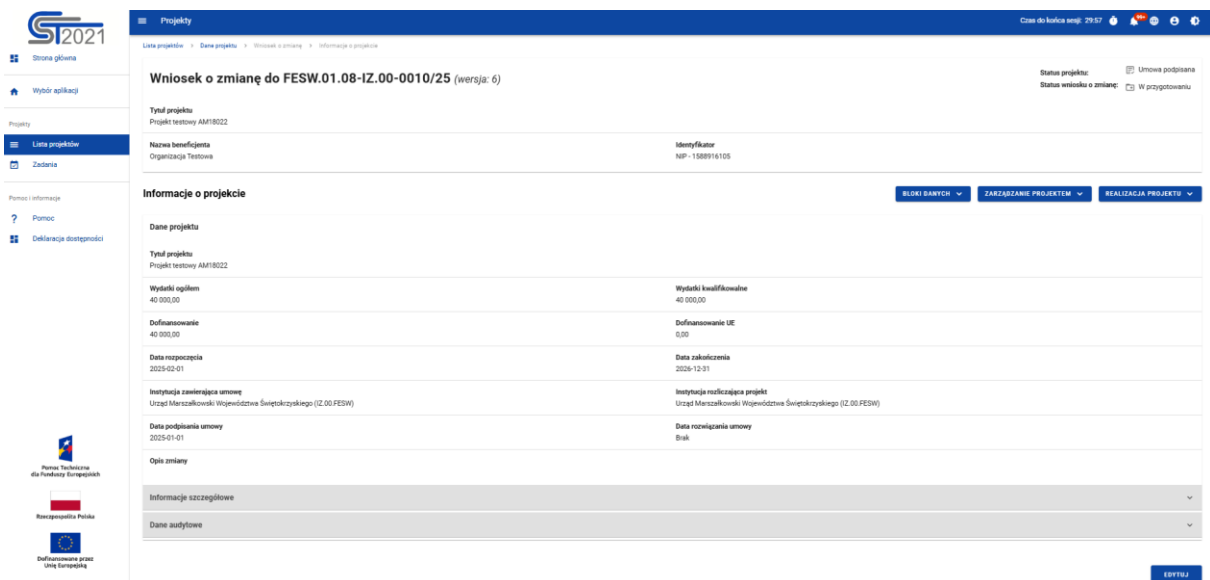 CST2021
Projekty
Czas do końca sesji: 29:57
99+
Strona główna
Wybór aplikacji
Projekty
Lista projektów
Zadania
Pomoc i informacje
Pomoc
Deklaracja dostępności
Pomoc Techniczna
dla Funduszy Europejskich
Rzeczpospolita Polska
Dofinansowane przez
Unię Europejską
Lista projektów > Dane projektu > Wniosek o zmianę > Informacje o projekcie
Wniosek o zmianę do FESW.01.08-IZ.00-0010/25 (wersja: 6)
Status projektu: Umowa podpisana
Status wniosku o zmianę: W przygotowaniu
Tytuł projektu
Projekt testowy AM18022
Nazwa beneficjenta
Organizacja Testowa
Identyfikator
NIP - 1588916105
Informacje o projekcie
BLOKI DANYCH
ZARZĄDZANIE PROJEKTEM
REALIZACJA PROJEKTU
Dane projektu
Tytuł projektu
Projekt testowy AM18022
Wydatki ogółem
40 000,00
Wydatki kwalifikowalne
40 000,00
Dofinansowanie
40 000,00
Dofinansowanie UE
0,00
Data rozpoczęcia
2025-02-01
Data zakończenia
2026-12-31
Instytucja zawierająca umowę
Urząd Marszałkowski Województwa Świętokrzyskiego (IZ.00.FESW)
Instytucja rozliczająca projekt
Urząd Marszałkowski Województwa Świętokrzyskiego (IZ.00.FESW)
Data podpisania umowy
2025-01-01
Data rozwiązania umowy
Brak
Opis zmiany
Informacje szczegółowe
Dane audytowe
EDYTUJ